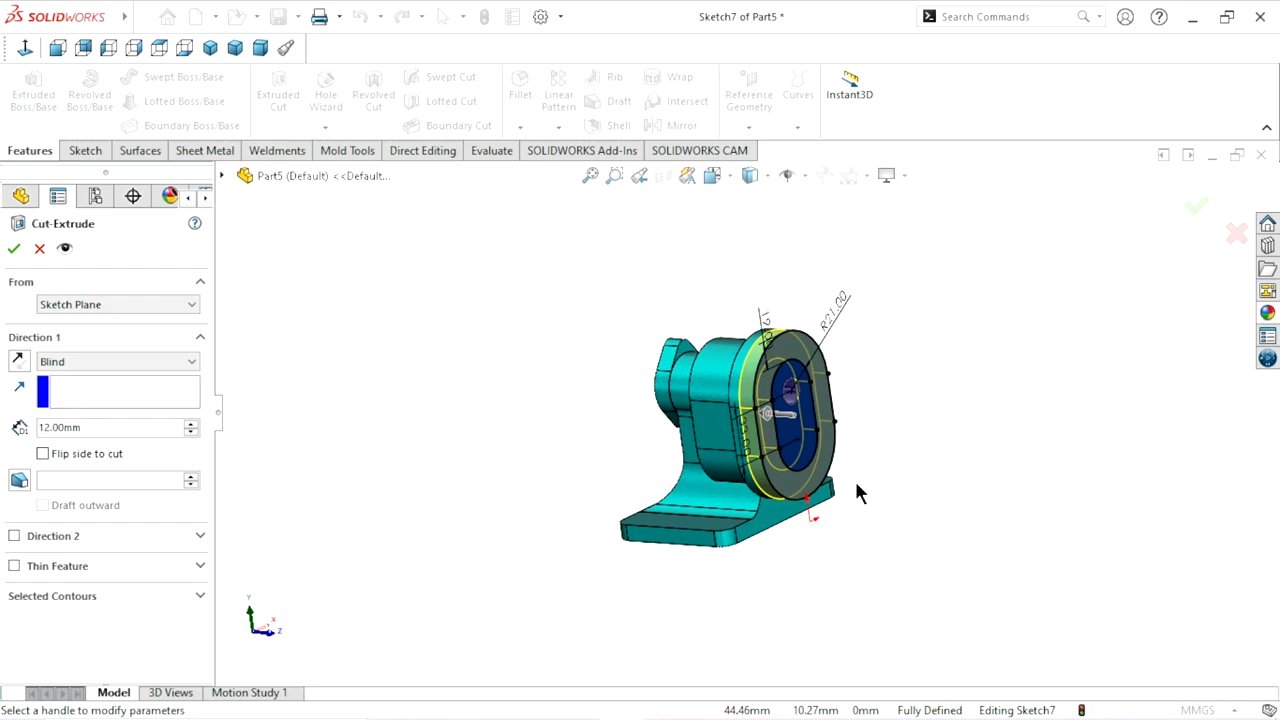 SOLIDWORKS
Sketch7 of Part5 *
Search Commands
Extruded Boss/Base
Revolved Boss/Base
Swept Boss/Base
Lofted Boss/Base
Boundary Boss/Base
Extruded Cut
Hole Wizard
Revolved Cut
Swept Cut
Lofted Cut
Boundary Cut
Fillet
Linear Pattern
Rib
Draft
Shell
Wrap
Intersect
Mirror
Reference Geometry
Curves
Instant3D
Features
Sketch
Surfaces
Sheet Metal
Weldments
Mold Tools
Direct Editing
Evaluate
SOLIDWORKS Add-Ins
SOLIDWORKS CAM
Part5 (Default) <<Default...
Cut-Extrude
From
Sketch Plane
Direction 1
Blind
12.00mm
Flip side to cut
Draft outward
Direction 2
Thin Feature
Selected Contours
R21.00
Y
X
Z
Model
3D Views
Motion Study 1
Select a handle to modify parameters
44.46mm
10.27mm
0mm
Fully Defined
Editing Sketch7
MMGS